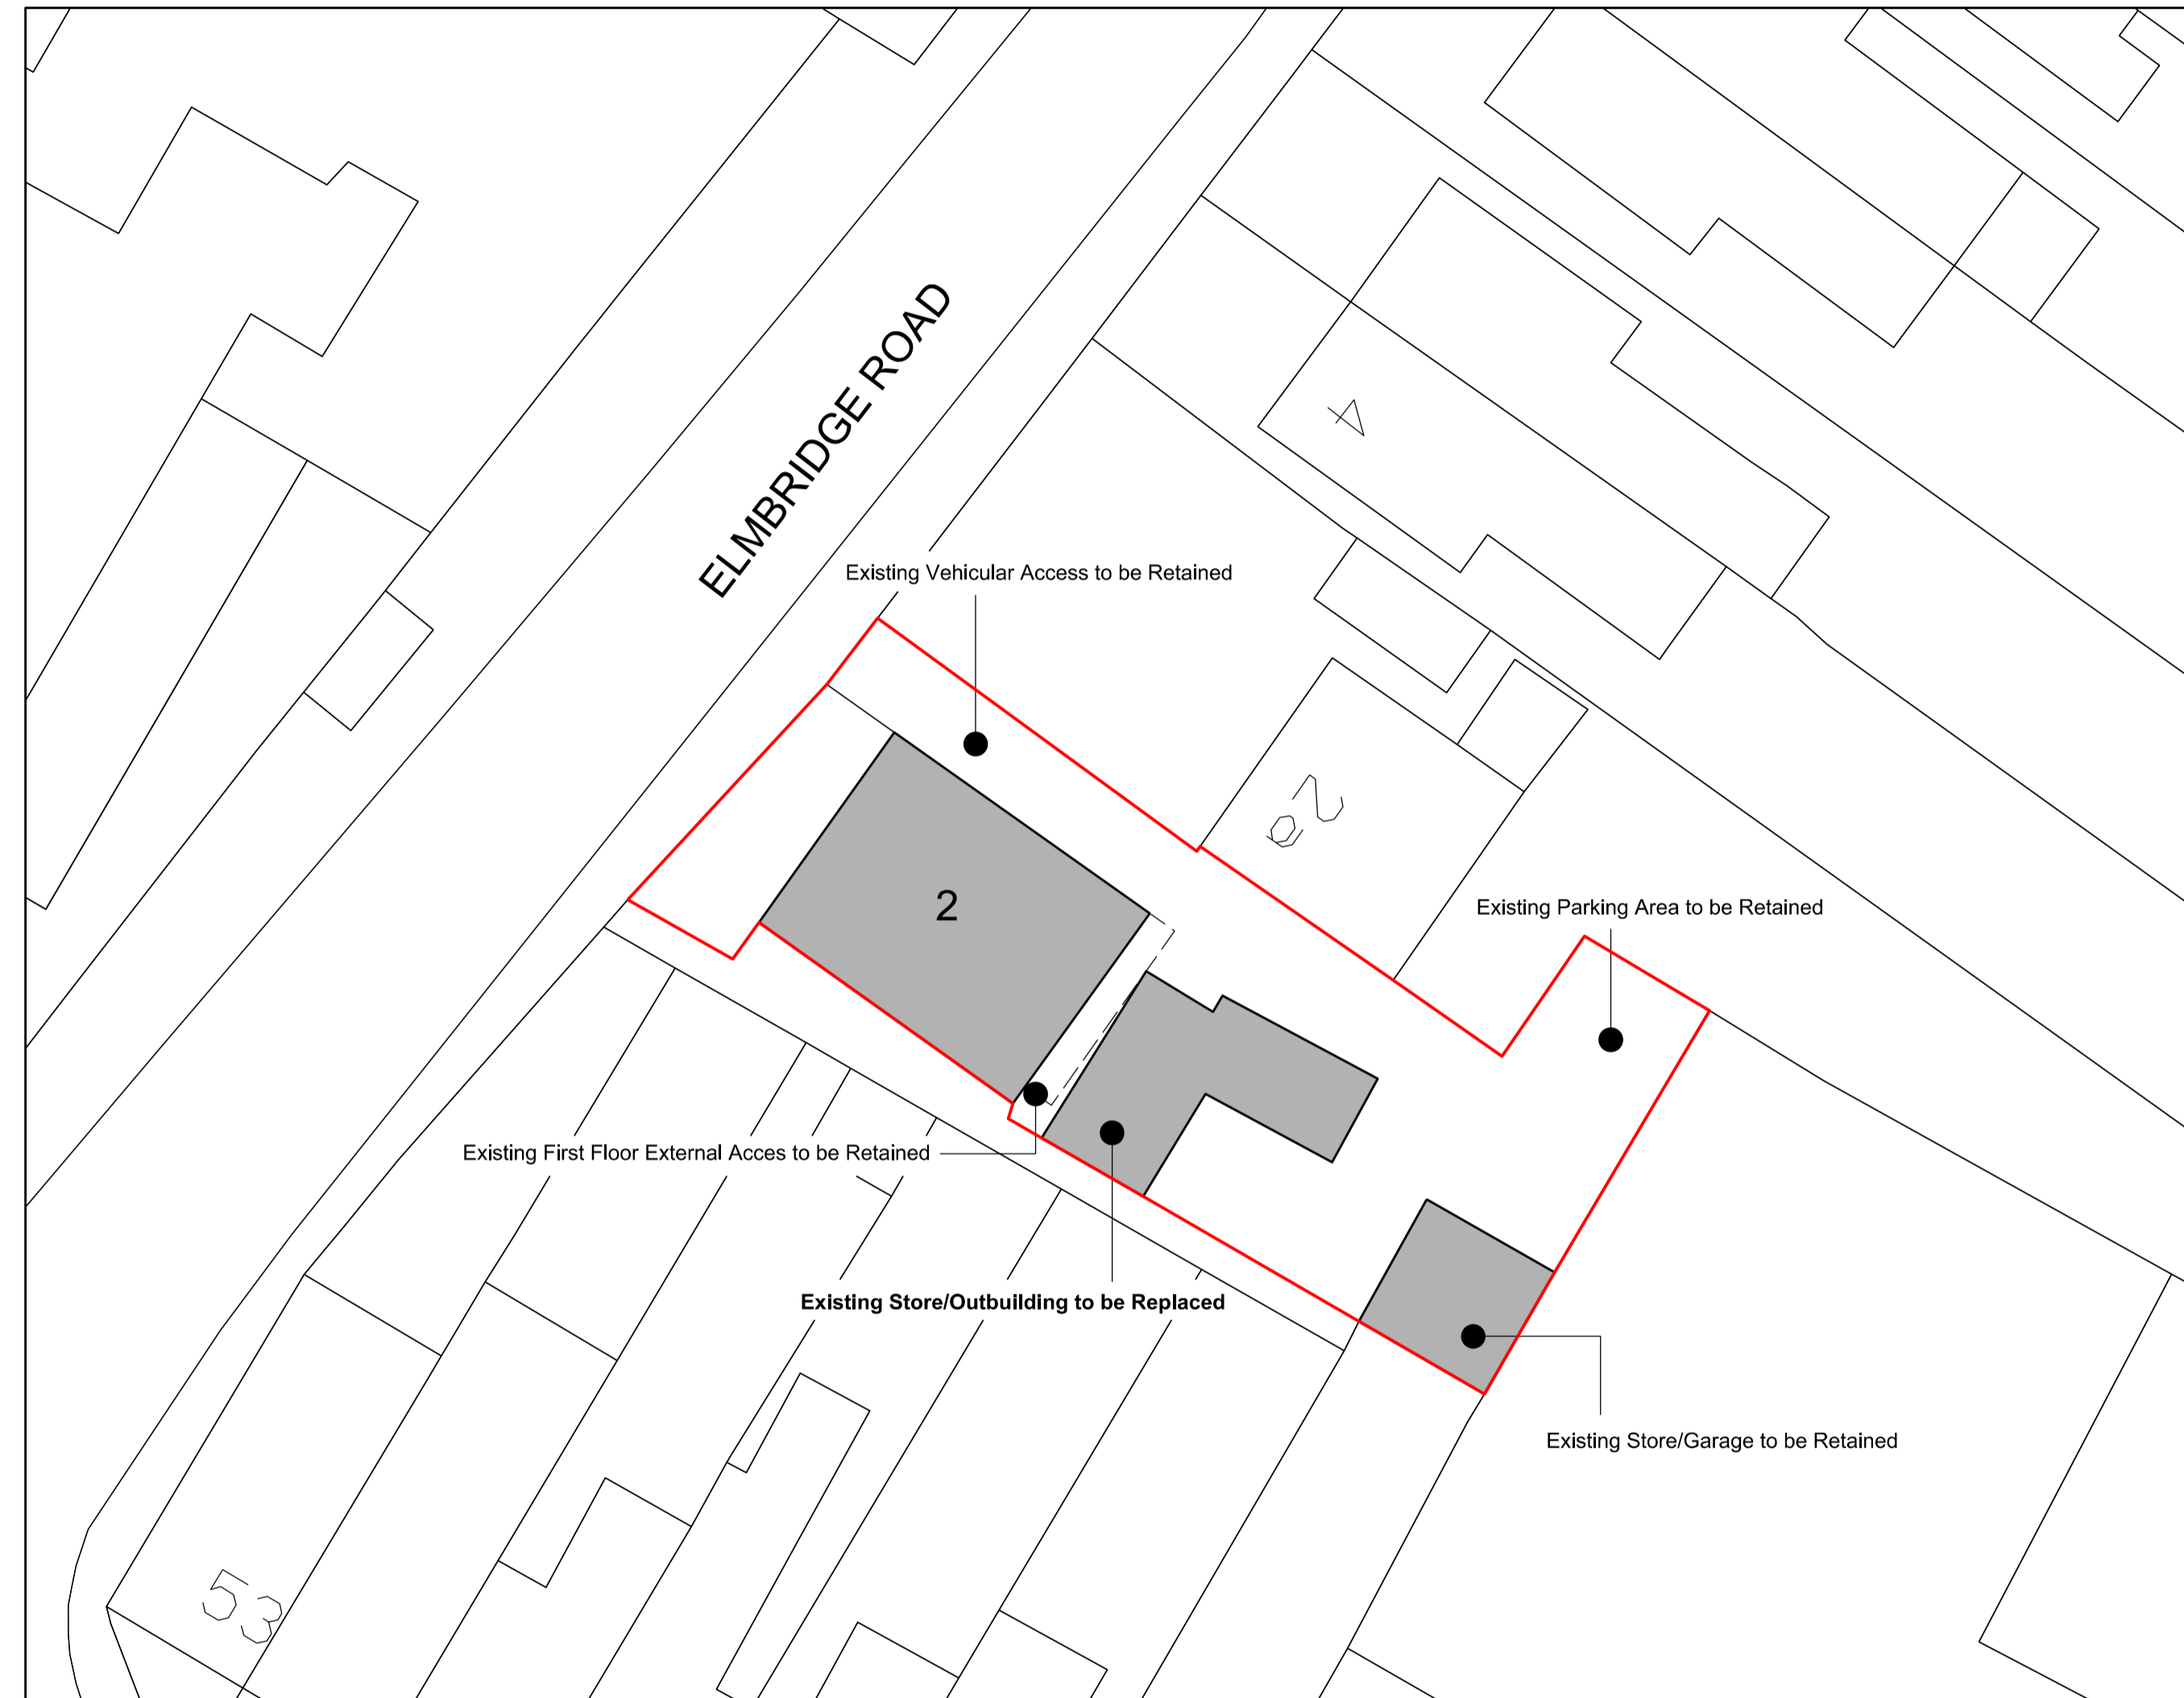 ELMBRIDGE ROAD
4
Existing Vehicular Access to be Retained
2a
2
Existing Parking Area to be Retained
Existing First Floor External Acces to be Retained
Existing Store/Outbuilding to be Replaced
Existing Store/Garage to be Retained
53